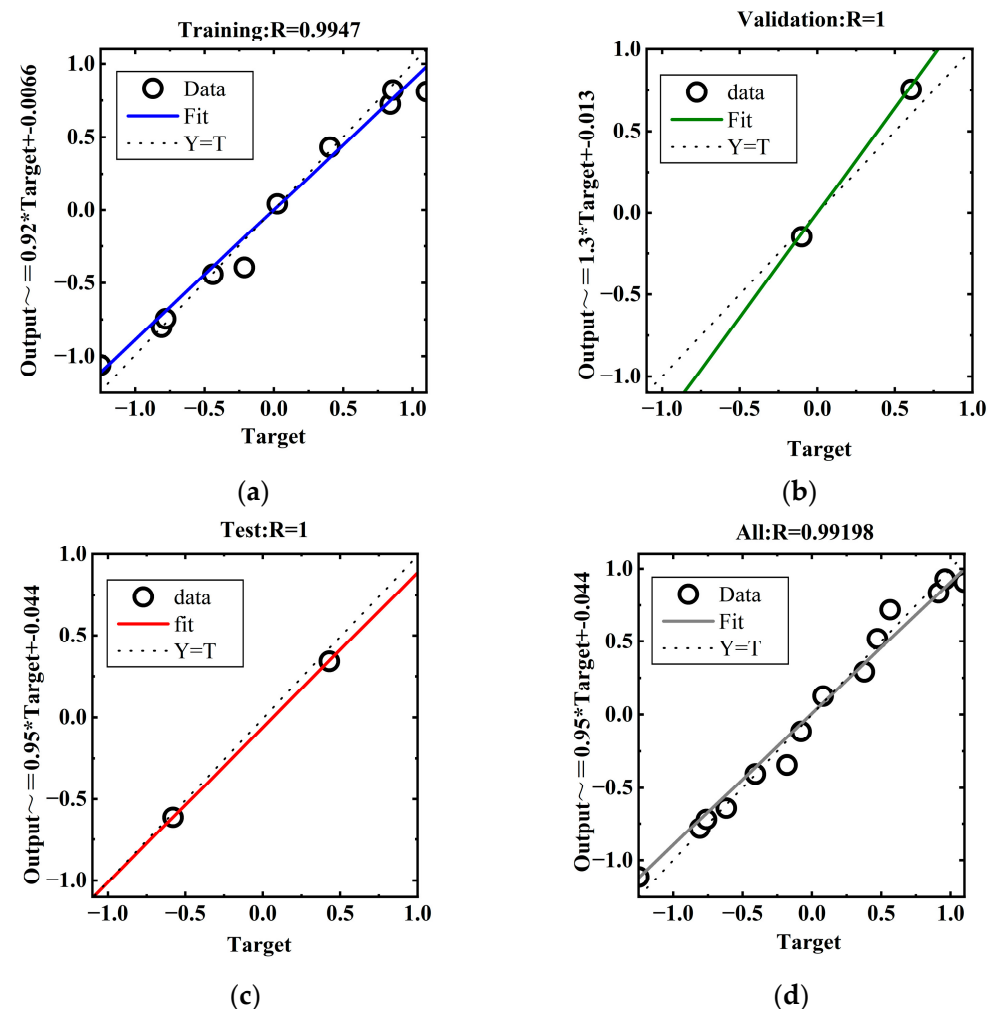 Training:R=0.9947
Output～=0.92*Target+-0.0066
1.0
0.5
0.0
−0.5
−1.0
Data
Fit
Y=T
−1.0 −0.5 0.0 0.5 1.0
Target
(a)
Validation:R=1
Output～=1.3*Target+-0.013
1.0
0.5
0.0
−0.5
−1.0
data
Fit
Y=T
−1.0 −0.5 0.0 0.5 1.0
Target
(b)
Test:R=1
Output～=0.95*Target+-0.044
1.0
0.5
0.0
−0.5
−1.0
data
fit
Y=T
−1.0 −0.5 0.0 0.5 1.0
Target
(c)
All:R=0.99198
Output～=0.95*Target+-0.044
1.0
0.5
0.0
−0.5
−1.0
Data
Fit
Y=T
−1.0 −0.5 0.0 0.5 1.0
Target
(d)